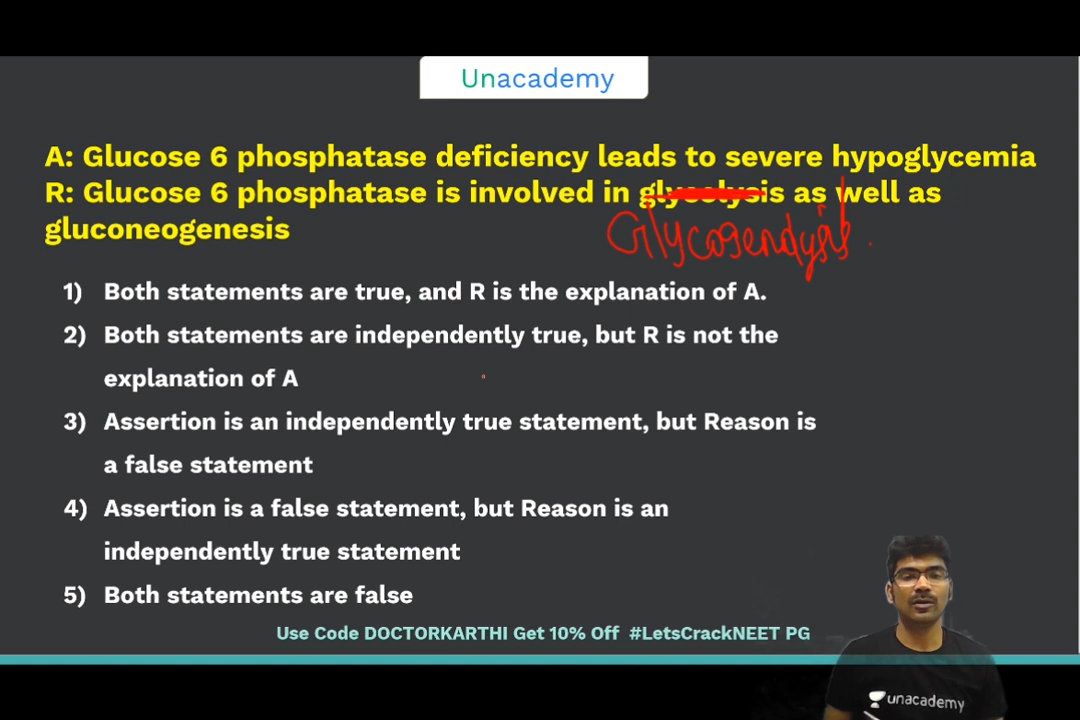 Unacademy
A: Glucose 6 phosphatase deficiency leads to severe hypoglycemia
R: Glucose 6 phosphatase is involved in glycolysis as well as
gluconeogenesis
1) Both statements are true, and R is the explanation of A.
2) Both statements are independently true, but R is not the
explanation of A
3) Assertion is an independently true statement, but Reason is
a false statement
4) Assertion is a false statement, but Reason is an
independently true statement
5) Both statements are false
Use Code DOCTORKARTHI Get 10% Off #LetsCrackNEET PG
unacademy